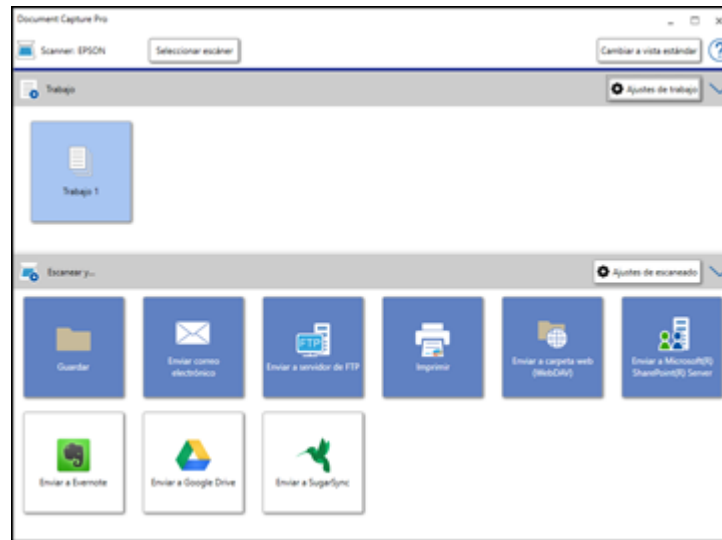 Document Capture Pro
Scanner: EPSON
Seleccionar escáner
Cambiar a vista estándar
?
Trabajo
Ajustes de trabajo
Trabajo 1
Escanear y...
Ajustes de escaneado
Guardar
Enviar correo
electrónico
FTP
Enviar a servidor de FTP
Imprimir
Enviar a carpeta web
(WebDAV)
Enviar a Microsoft(R)
SharePoint(R) Server
Enviar a Evernote
Enviar a Google Drive
Enviar a SugarSync